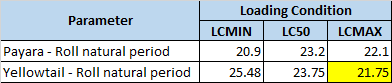 Parameter Loading Condition
LCMIN LC50 LCMAX
Payara - Roll natural period 20.9 23.2 22.1
Yellowtail - Roll natural period 25.48 23.75 21.75